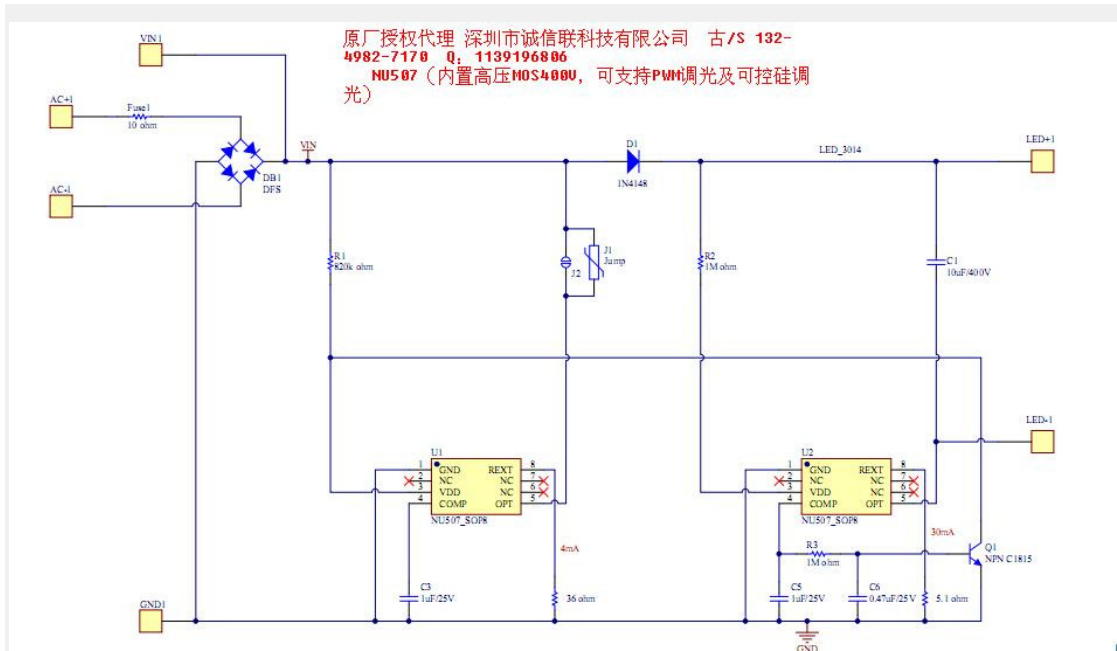 原厂授权代理 深圳市诚信联科技有限公司 古/S 132-
4982-7170 Q: 1139196806
NU507（内置高压MOS400V, 可支持PWM调光及可控硅调
光）
VIN1
AC+1
Fuse1
10 ohm
AC-1
DB1
DFS
VIN
D1
1N4148
LED_3014
LED+1
R1
820k ohm
J2
J1
Jump
R2
1M ohm
C1
10uF/400V
LED-1
U1
1 GND REXT 8
2 NC NC 7
3 VDD NC 6
4 COMP OPT 5
NU507_SOP8
U2
1 GND REXT 8
2 NC NC 7
3 VDD NC 6
4 COMP OPT 5
NU507_SOP8
4mA
30mA
R3
1M ohm
Q1
NPN C1815
C3
1uF/25V
36 ohm
C5
1uF/25V
C6
0.47uF/25V
5.1 ohm
GND1
GND